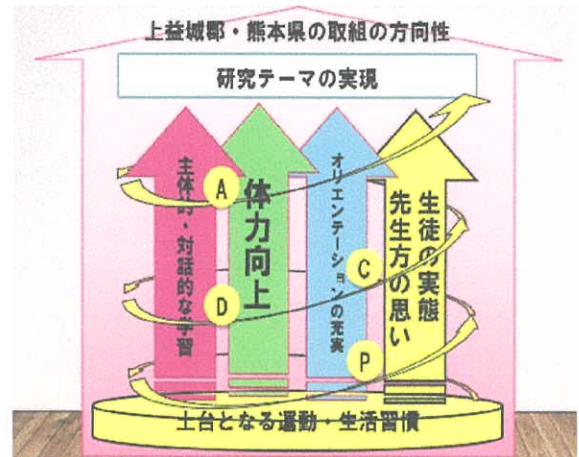 上益城郡・熊本県の取組の方向性
研究テーマの実現
主体的・対話的な学習
体力向上
オリエンテーションの充実
生徒の実態
先生方の思い
A
C
D
P
土台となる運動・生活習慣